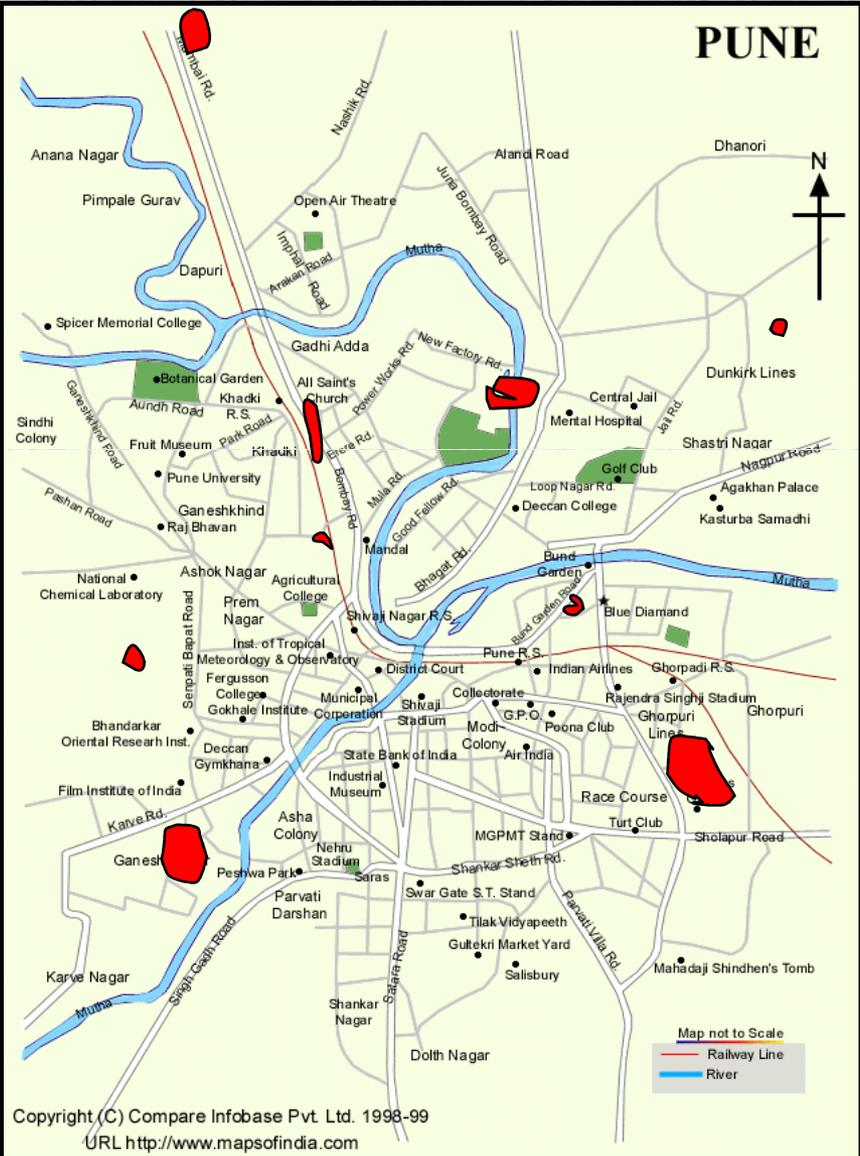 PUNE
Mumbai Rd.
Nashik Rd.
Anana Nagar
Alandi Road
Dhanori
N
Pimpale Gurav
Open Air Theatre
Juna Bombay Road
Imphal Road
Arakan Road
Mutha
Dapuri
Spicer Memorial College
Gadhi Adda
New Factory Rd.
Botanical Garden
All Saint's
Church
Power Works Rd.
Dunkirk Lines
Aundh Road
Khadki
R.S.
Central Jail
Mental Hospital
Jail Rd.
Ganeshkhind Road
Sindhi
Colony
Park Road
Fruit Museum
Khadki
Erere Rd.
Shastri Nagar
Nagpur Road
Golf Club
Pune University
Bombay Rd
Mula Rd.
Good Fellow Rd.
Loop Nagar Rd.
Agakhan Palace
Pashan Road
Ganeshkhind
Raj Bhavan
Deccan College
Kasturba Samadhi
Mandal
Bhagat Rd.
Bund
Garden
Mutha
National
Chemical Laboratory
Ashok Nagar
Agricultural
College
Prem
Nagar
Senpati Bapat Road
Shivaji Nagar R.S.
Bund Garden Road
Blue Diamand
Inst. of Tropical
Meteorology & Observatory
Pune R.S.
District Court
Indian Airlines
Ghorpadi R.S.
Fergusson
College
Gokhale Institute
Municipal
Corporation
Shivaji
Stadium
Collectorate
G.P.O.
Poona Club
Rajendra Singhji Stadium
Ghorpuri
Lines
Ghorpuri
Bhandarkar
Oriental Researh Inst.
Modi-
Colony
Deccan
Gymkhana
State Bank of India
Air India
Industrial
Museum
Film Institute of India
Race Course
Karve Rd.
Asha
Colony
Turt Club
MGPMT Stand
Sholapur Road
Nehru
Stadium
Peshwa Park
Saras
Shankar Sheth Rd.
Parvati
Darshan
Swar Gate S.T. Stand
Parvati Villa Rd.
Tilak Vidyapeeth
Gultekri Market Yard
Salisbury
Mahadaji Shindhen's Tomb
Karve Nagar
Singh Gadh Road
Satara Road
Mutha
Shankar
Nagar
Dolth Nagar
Map not to Scale
Railway Line
River
Copyright (C) Compare Infobase Pvt. Ltd. 1998-99
URL http://www.mapsofindia.com